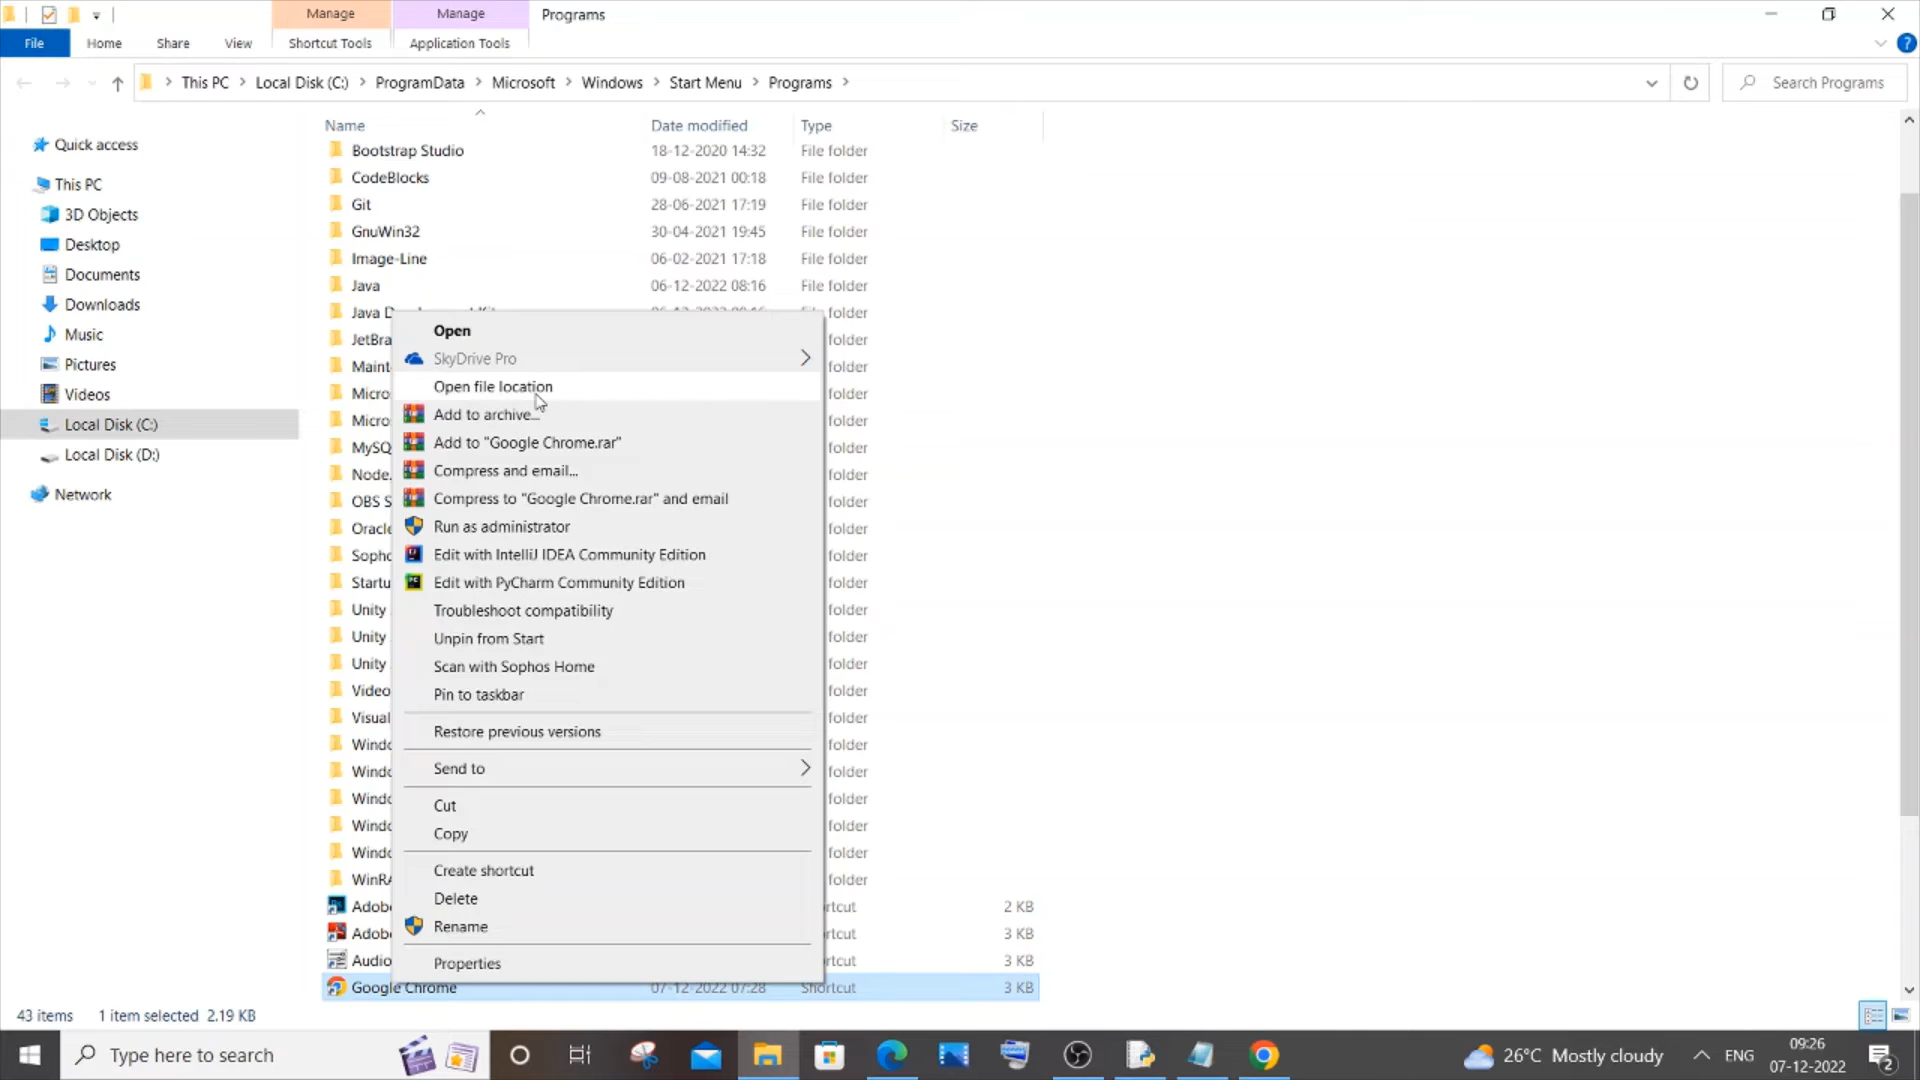 Manage
Manage
Programs
File
Home
Share
View
Shortcut Tools
Application Tools
This PC
Local Disk (C:)
ProgramData
Microsoft
Windows
Start Menu
Programs
Search Programs
Name
Date modified
Type
Size
Quick access
This PC
3D Objects
Desktop
Documents
Downloads
Music
Pictures
Videos
Local Disk (C:)
Local Disk (D:)
Network
Bootstrap Studio 18-12-2020 14:32 File folder
CodeBlocks 09-08-2021 00:18 File folder
Git 28-06-2021 17:19 File folder
GnuWin32 30-04-2021 19:45 File folder
Image-Line 06-02-2021 17:18 File folder
Java 06-12-2022 08:16 File folder
Java File folder
JetBra folder
Maint folder
Micro folder
Micro folder
MySQ folder
Node. folder
OBS S folder
Oracle folder
Sopho folder
Startu folder
Unity folder
Unity folder
Unity folder
Video folder
Visual folder
Windo folder
Windo folder
Windo folder
Windo folder
Windo folder
WinRA folder
Adob rtcut 2 KB
Adob rtcut 3 KB
Audio rtcut 3 KB
Google Chrome 07-12-2022 07:28 Shortcut 3 KB
Open
SkyDrive Pro
Open file location
Add to archive...
Add to "Google Chrome.rar"
Compress and email...
Compress to "Google Chrome.rar" and email
Run as administrator
Edit with IntelliJ IDEA Community Edition
Edit with PyCharm Community Edition
Troubleshoot compatibility
Unpin from Start
Scan with Sophos Home
Pin to taskbar
Restore previous versions
Send to
Cut
Copy
Create shortcut
Delete
Rename
Properties
43 items 1 item selected 2.19 KB
Type here to search
26°C Mostly cloudy
ENG
09:26
07-12-2022
2